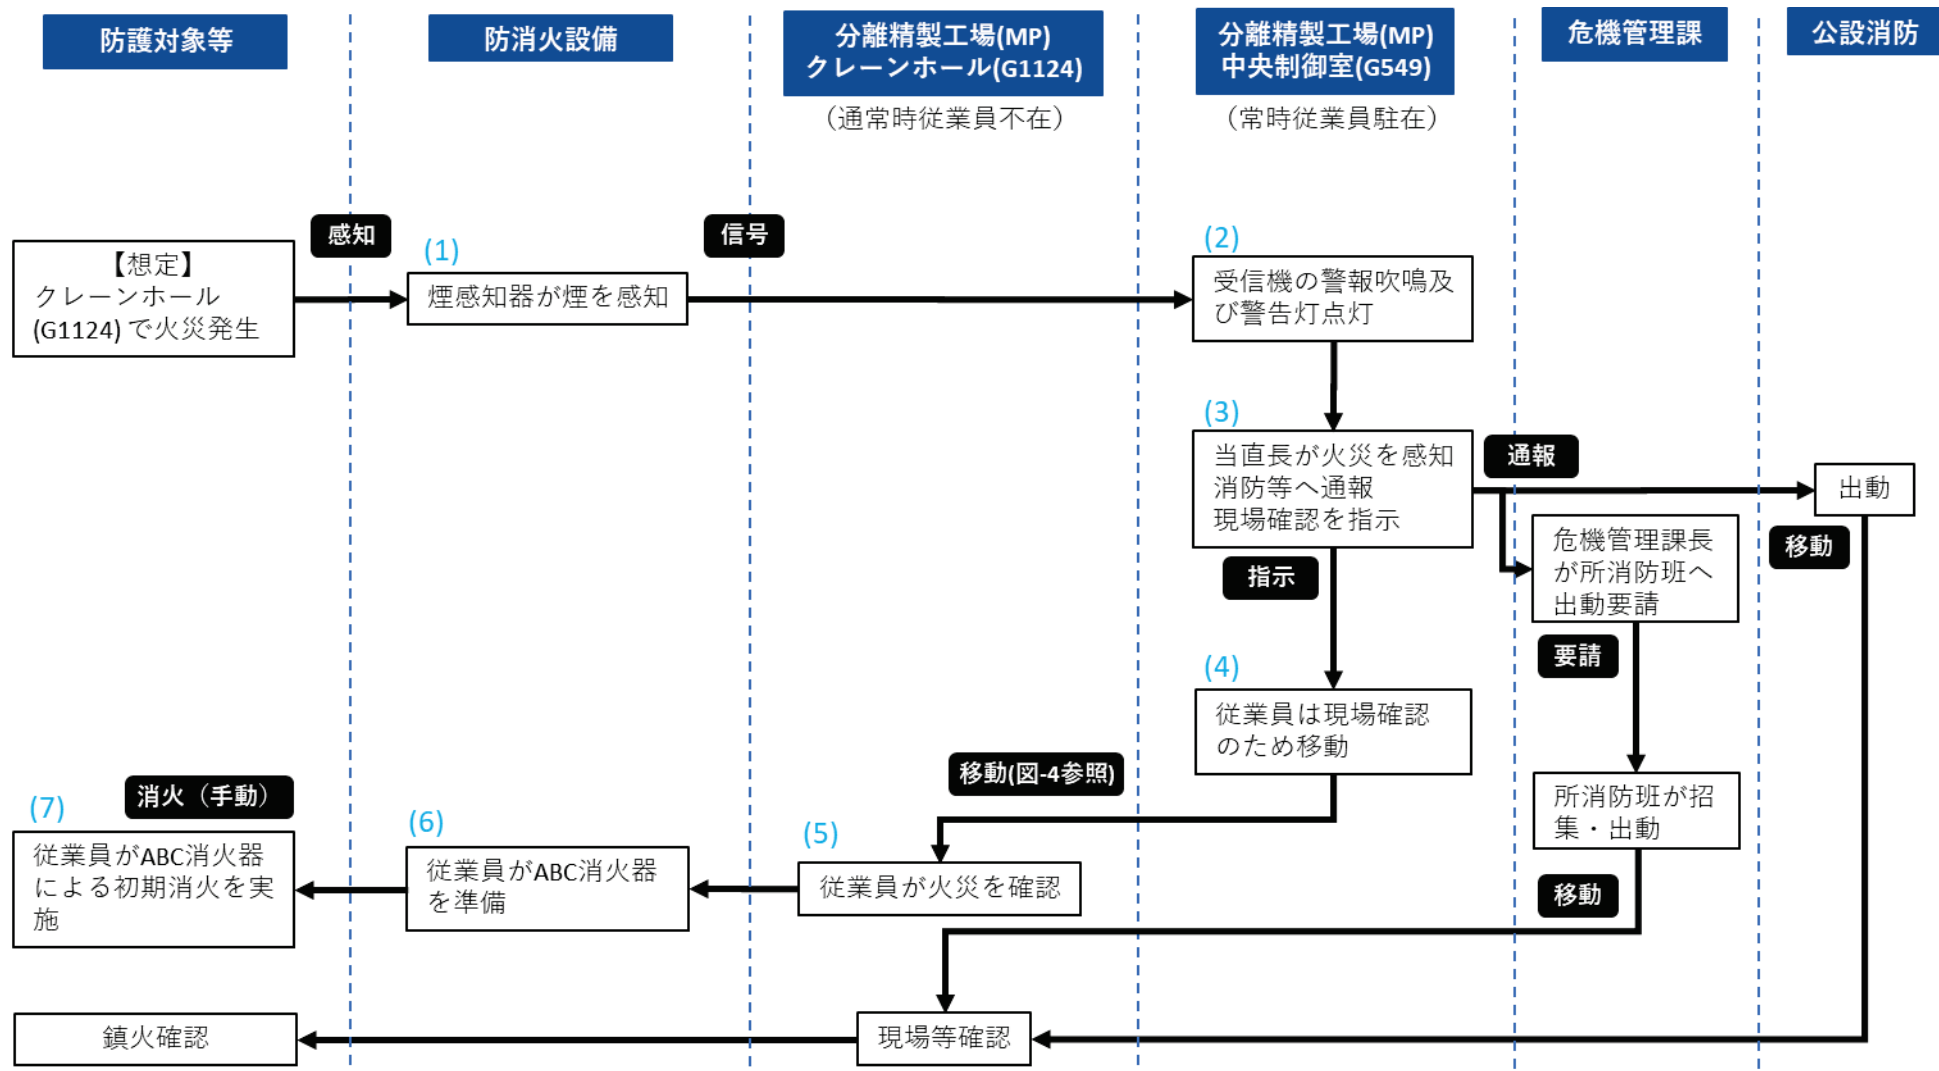 防護対象等
防消火設備
分離精製工場(MP)
クレーンホール(G1124)
（通常時従業員不在）
分離精製工場(MP)
中央制御室(G549)
（常時従業員駐在）
危機管理課
公設消防
【想定】
クレーンホール
(G1124)で火災発生
感知
(1)
煙感知器が煙を感知
信号
(2)
受信機の警報吹鳴及
び警告灯点灯
(3)
当直長が火災を感知
消防等へ通報
現場確認を指示
通報
出動
移動
危機管理課長
が所消防班へ
出動要請
指示
要請
(4)
従業員は現場確認
のため移動
移動(図-4参照)
所消防班が招
集・出動
移動
(5)
従業員が火災を確認
(6)
従業員がABC消火器
を準備
消火（手動）
(7)
従業員がABC消火器
による初期消火を実
施
現場等確認
鎮火確認